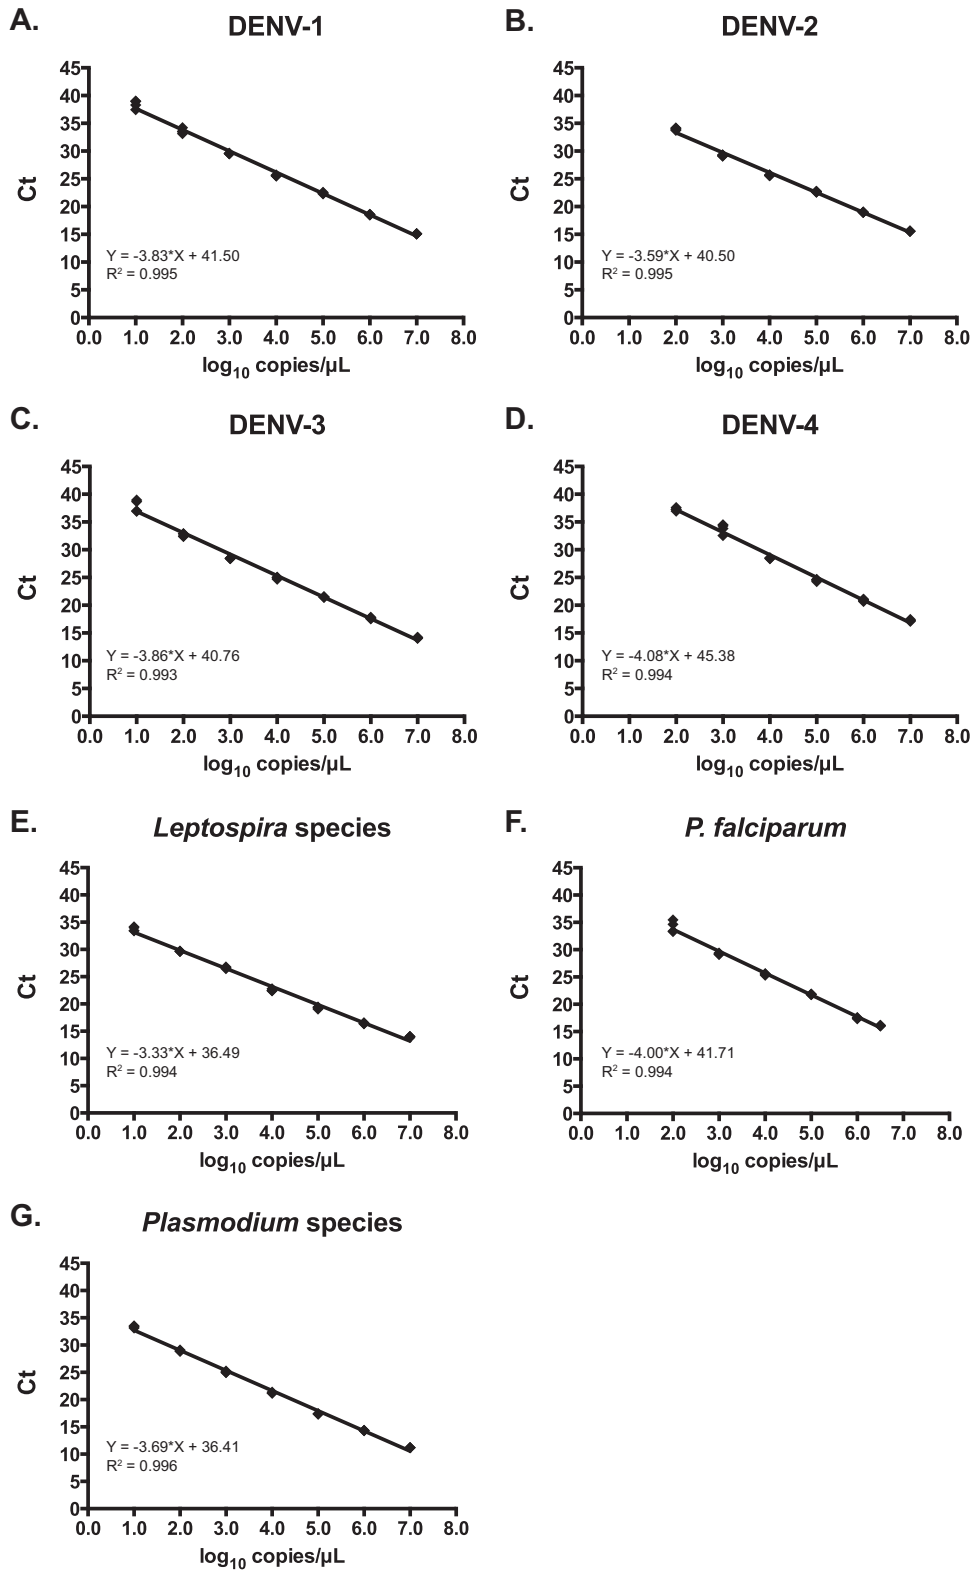 A.
DENV-1
45
40
35
30
25
20
15
10
5
0
Ct
Y = -3.83*X + 41.50
R² = 0.995
0.0 1.0 2.0 3.0 4.0 5.0 6.0 7.0 8.0
log₁₀ copies/µL
B.
DENV-2
45
40
35
30
25
20
15
10
5
0
Ct
Y = -3.59*X + 40.50
R² = 0.995
0.0 1.0 2.0 3.0 4.0 5.0 6.0 7.0 8.0
log₁₀ copies/µL
C.
DENV-3
45
40
35
30
25
20
15
10
5
0
Ct
Y = -3.86*X + 40.76
R² = 0.993
0.0 1.0 2.0 3.0 4.0 5.0 6.0 7.0 8.0
log₁₀ copies/µL
D.
DENV-4
45
40
35
30
25
20
15
10
5
0
Ct
Y = -4.08*X + 45.38
R² = 0.994
0.0 1.0 2.0 3.0 4.0 5.0 6.0 7.0 8.0
log₁₀ copies/µL
E.
Leptospira species
45
40
35
30
25
20
15
10
5
0
Ct
Y = -3.33*X + 36.49
R² = 0.994
0.0 1.0 2.0 3.0 4.0 5.0 6.0 7.0 8.0
log₁₀ copies/µL
F.
P. falciparum
45
40
35
30
25
20
15
10
5
0
Ct
Y = -4.00*X + 41.71
R² = 0.994
0.0 1.0 2.0 3.0 4.0 5.0 6.0 7.0 8.0
log₁₀ copies/µL
G.
Plasmodium species
45
40
35
30
25
20
15
10
5
0
Ct
Y = -3.69*X + 36.41
R² = 0.996
0.0 1.0 2.0 3.0 4.0 5.0 6.0 7.0 8.0
log₁₀ copies/µL